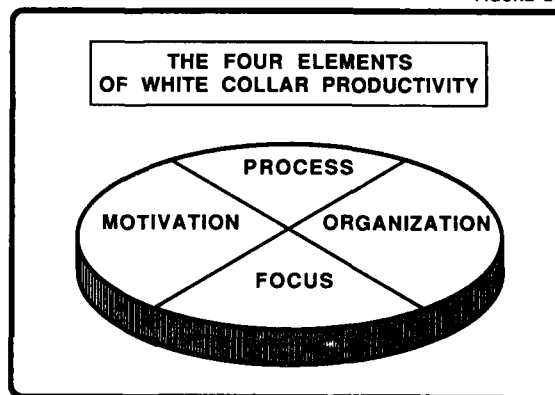 THE FOUR ELEMENTS
OF WHITE COLLAR PRODUCTIVITY
PROCESS
MOTIVATION ORGANIZATION
FOCUS